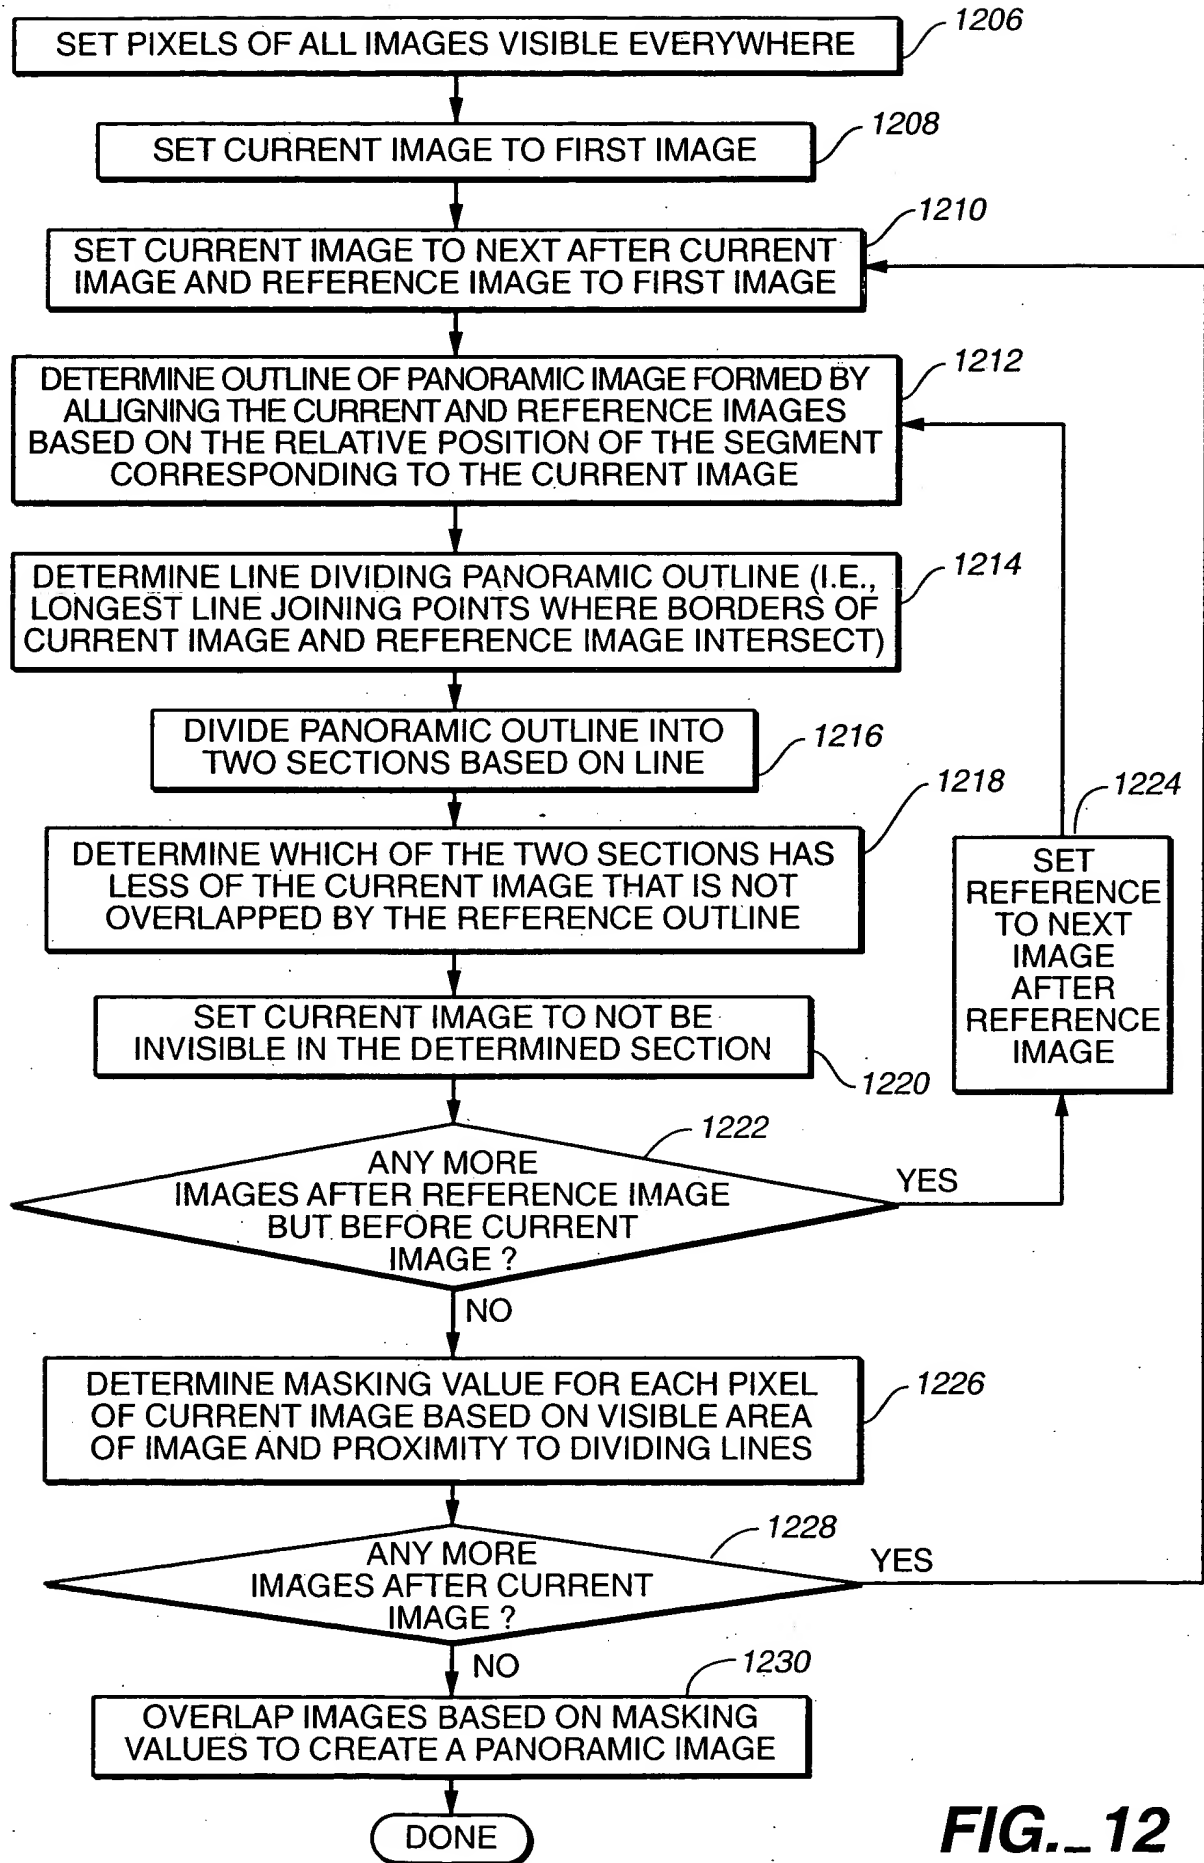 1206
SET PIXELS OF ALL IMAGES VISIBLE EVERYWHERE
1208
SET CURRENT IMAGE TO FIRST IMAGE
1210
SET CURRENT IMAGE TO NEXT AFTER CURRENT
IMAGE AND REFERENCE IMAGE TO FIRST IMAGE
1212
DETERMINE OUTLINE OF PANORAMIC IMAGE FORMED BY
ALLIGNING THE CURRENT AND REFERENCE IMAGES
BASED ON THE RELATIVE POSITION OF THE SEGMENT
CORRESPONDING TO THE CURRENT IMAGE
1214
DETERMINE LINE DIVIDING PANORAMIC OUTLINE (I.E.,
LONGEST LINE JOINING POINTS WHERE BORDERS OF
CURRENT IMAGE AND REFERENCE IMAGE INTERSECT)
DIVIDE PANORAMIC OUTLINE INTO
TWO SECTIONS BASED ON LINE
1216
1218
DETERMINE WHICH OF THE TWO SECTIONS HAS
LESS OF THE CURRENT IMAGE THAT IS NOT
OVERLAPPED BY THE REFERENCE OUTLINE
1224
SET
REFERENCE
TO NEXT
IMAGE
AFTER
REFERENCE
IMAGE
SET CURRENT IMAGE TO NOT BE
INVISIBLE IN THE DETERMINED SECTION
1220
1222
ANY MORE
IMAGES AFTER REFERENCE IMAGE
BUT BEFORE CURRENT
IMAGE ?
YES
NO
DETERMINE MASKING VALUE FOR EACH PIXEL
OF CURRENT IMAGE BASED ON VISIBLE AREA
OF IMAGE AND PROXIMITY TO DIVIDING LINES
1226
1228
ANY MORE
IMAGES AFTER CURRENT
IMAGE ?
YES
NO
1230
OVERLAP IMAGES BASED ON MASKING
VALUES TO CREATE A PANORAMIC IMAGE
DONE
FIG._12